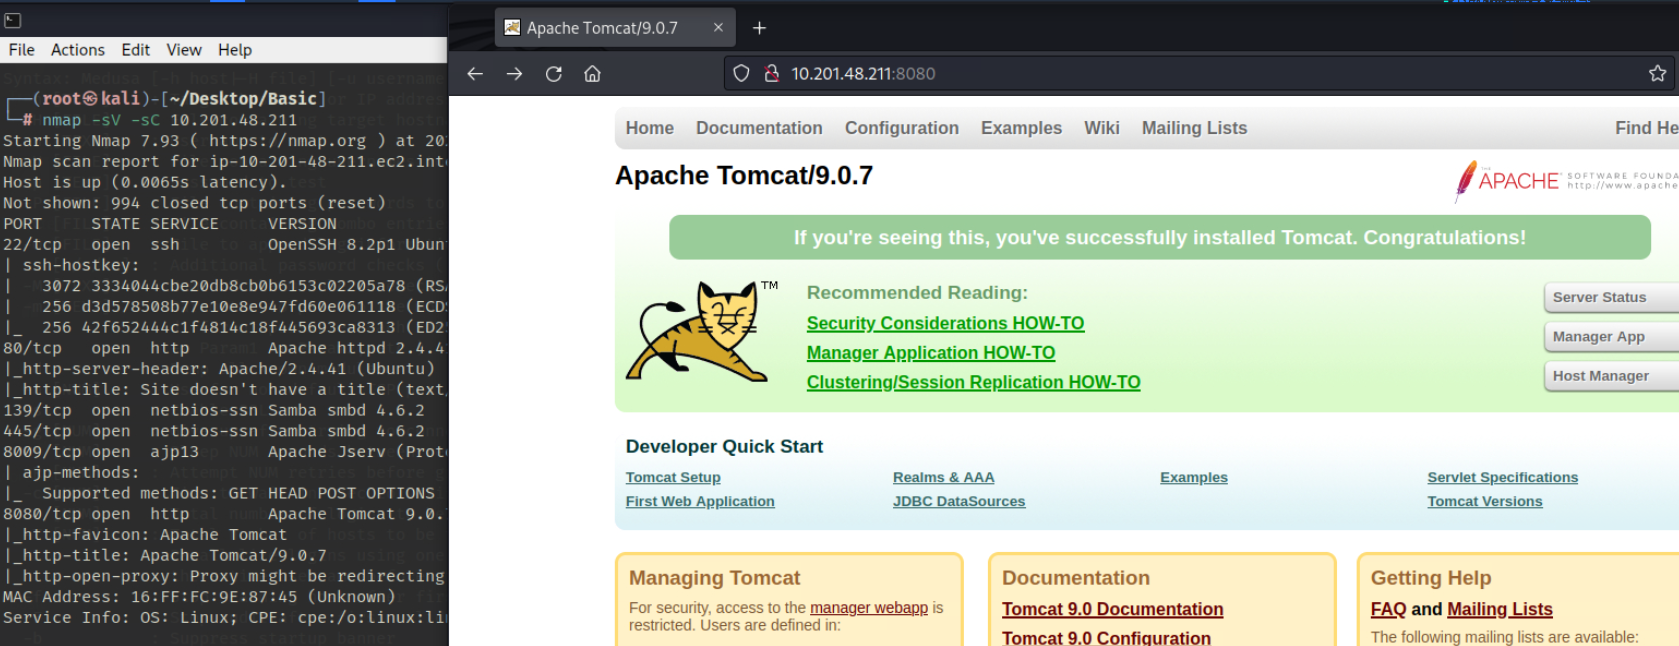 File Actions Edit View Help
┌──(root㉿kali)-[~/Desktop/Basic]
└─# nmap -sV -sC 10.201.48.211
Starting Nmap 7.93 ( https://nmap.org ) at 20
Nmap scan report for ip-10-201-48-211.ec2.int
Host is up (0.0065s latency).
Not shown: 994 closed tcp ports (reset)
PORT STATE SERVICE VERSION
22/tcp open ssh OpenSSH 8.2p1 Ubun
| ssh-hostkey:
| 3072 3334044cbe20db8cb0b6153c02205a78 (RS
| 256 d3d578508b77e10e8e947fd60e061118 (ECD
|_ 256 42f652444c1f4814c18f445693ca8313 (ED2
80/tcp open http Apache httpd 2.4.4
|_http-server-header: Apache/2.4.41 (Ubuntu)
|_http-title: Site doesn't have a title (text
139/tcp open netbios-ssn Samba smbd 4.6.2
445/tcp open netbios-ssn Samba smbd 4.6.2
8009/tcp open ajp13 Apache Jserv (Prot
| ajp-methods:
|_ Supported methods: GET HEAD POST OPTIONS
8080/tcp open http Apache Tomcat 9.0.
|_http-favicon: Apache Tomcat
|_http-title: Apache Tomcat/9.0.7
|_http-open-proxy: Proxy might be redirecting
MAC Address: 16:FF:FC:9E:87:45 (Unknown)
Service Info: OS: Linux; CPE: cpe:/o:linux:li
Apache Tomcat/9.0.7
10.201.48.211:8080
Home Documentation Configuration Examples Wiki Mailing Lists Find He
Apache Tomcat/9.0.7
THE APACHE™ SOFTWARE FOUNDA
http://www.apache
If you're seeing this, you've successfully installed Tomcat. Congratulations!
TM
Recommended Reading:
Security Considerations HOW-TO
Manager Application HOW-TO
Clustering/Session Replication HOW-TO
Server Status
Manager App
Host Manager
Developer Quick Start
Tomcat Setup Realms & AAA Examples Servlet Specifications
First Web Application JDBC DataSources Tomcat Versions
Managing Tomcat
For security, access to the manager webapp is
restricted. Users are defined in:
Documentation
Tomcat 9.0 Documentation
Tomcat 9.0 Configuration
Getting Help
FAQ and Mailing Lists
The following mailing lists are available: